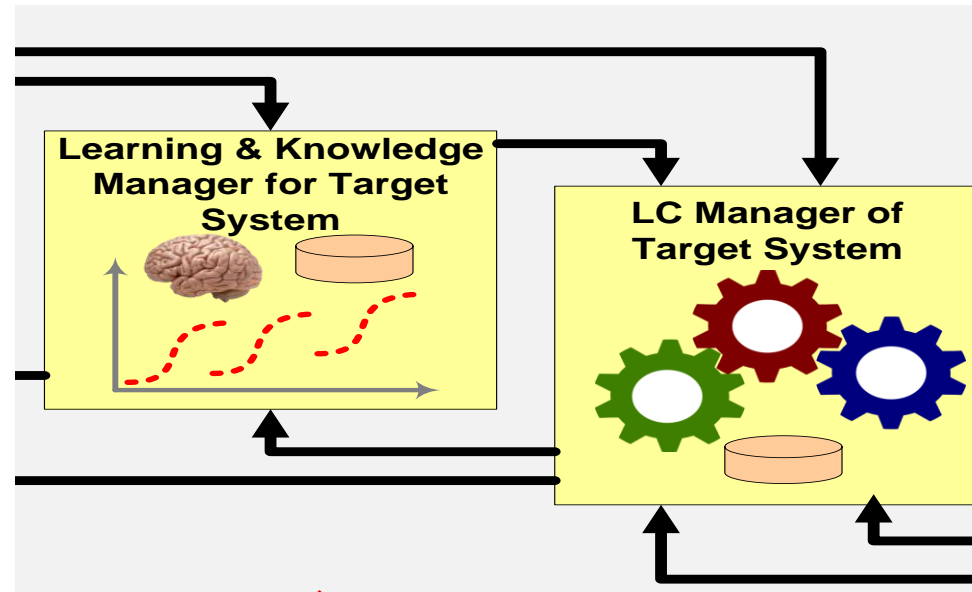 Learning & Knowledge
Manager for Target
System
LC Manager of
Target System